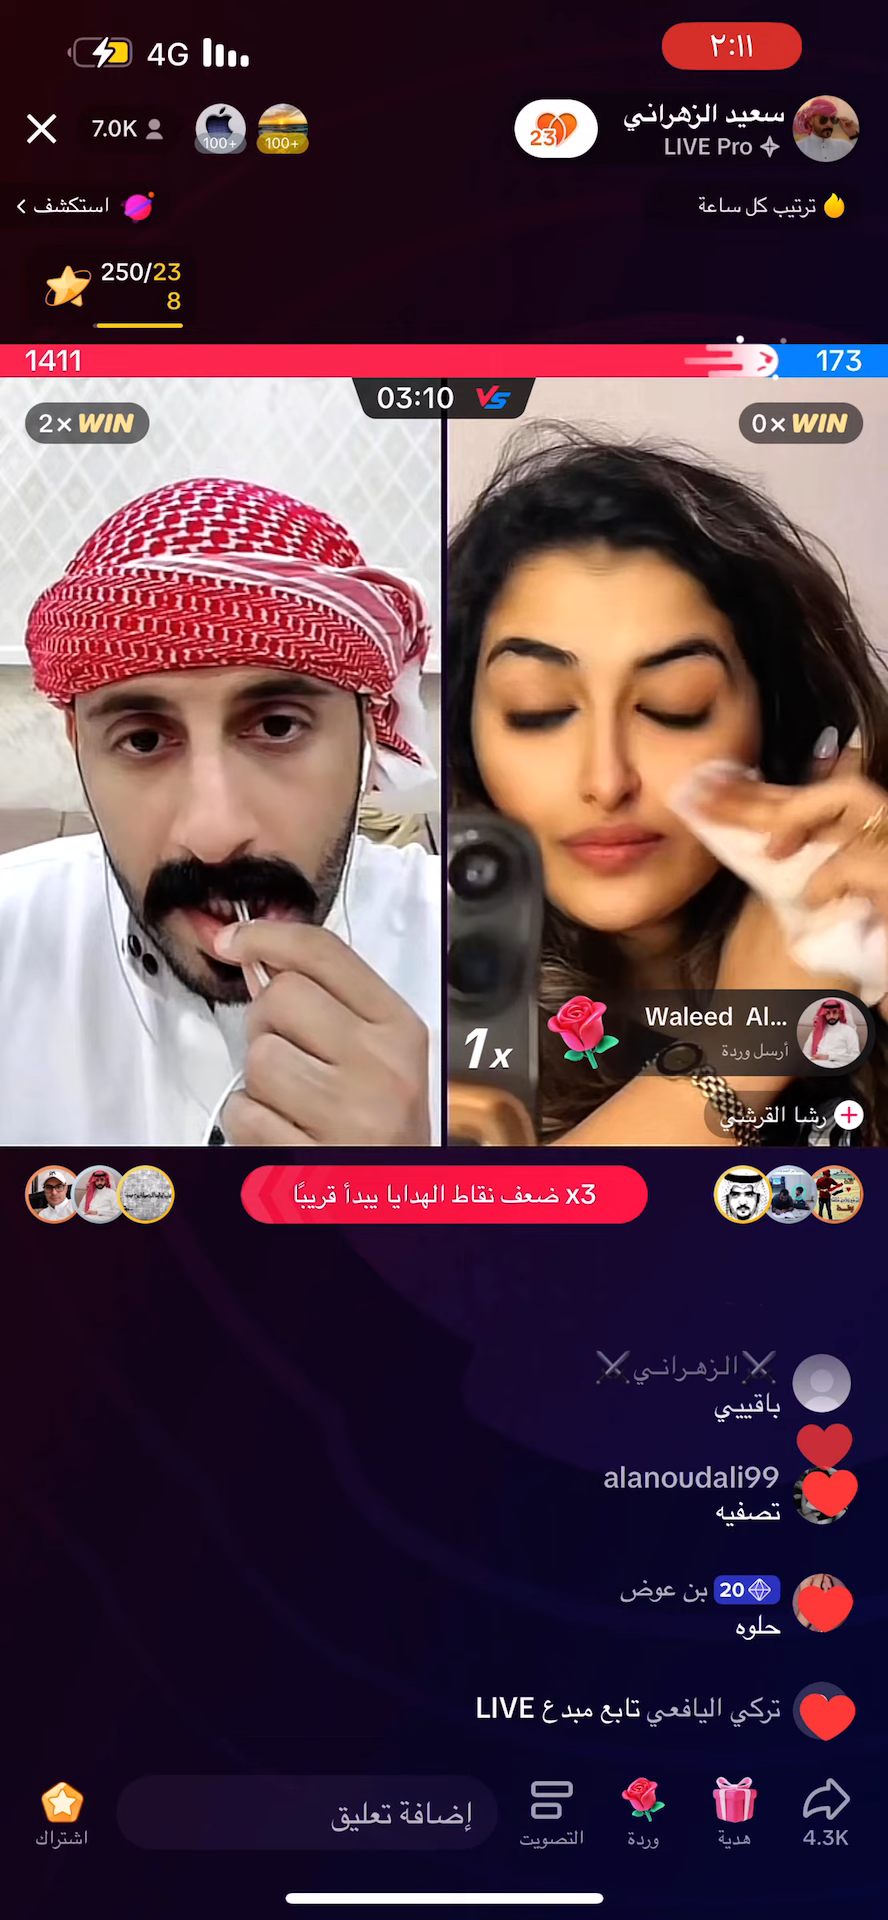 4G
٢:١١
7.0K
100+
100+
23
سعيد الزهراني
LIVE Pro
استكشف
ترتيب كل ساعة
250/23
8
1411
173
03:10
VS
2× WIN
0× WIN
1x
Waleed Al...
أرسل وردة
رشا القرشي
x3 ضعف نقاط الهدايا يبدأ قريبًا
الزهراني
باقييي
alanoudali99
تصفيه
20 بن عوض
حلوه
تركي اليافعي تابع مبدع LIVE
اشتراك
إضافة تعليق
التصويت
وردة
هدية
4.3K